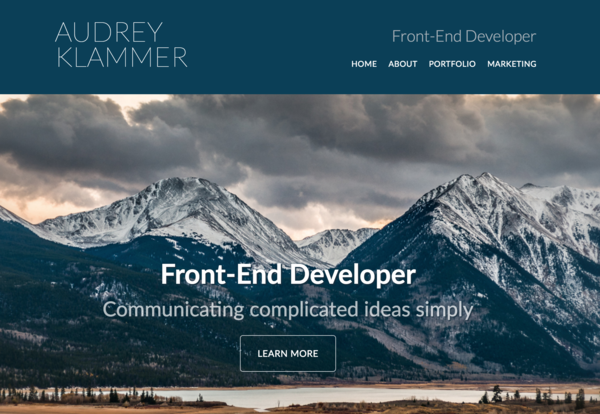 AUDREY
KLAMMER
Front-End Developer
HOME ABOUT PORTFOLIO MARKETING
Front-End Developer
Communicating complicated ideas simply
LEARN MORE